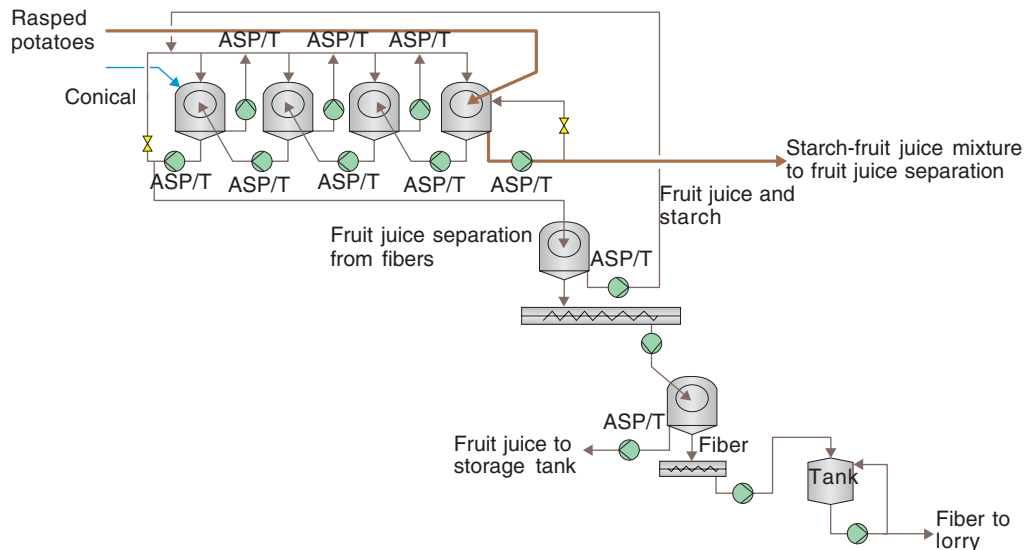 Rasped
potatoes
ASP/T
ASP/T
ASP/T
Conical
ASP/T
ASP/T
ASP/T
ASP/T
Starch-fruit juice mixture
to fruit juice separation
Fruit juice and
starch
Fruit juice separation
from fibers
ASP/T
ASP/T
Fruit juice to
storage tank
Fiber
Tank
Fiber to
lorry